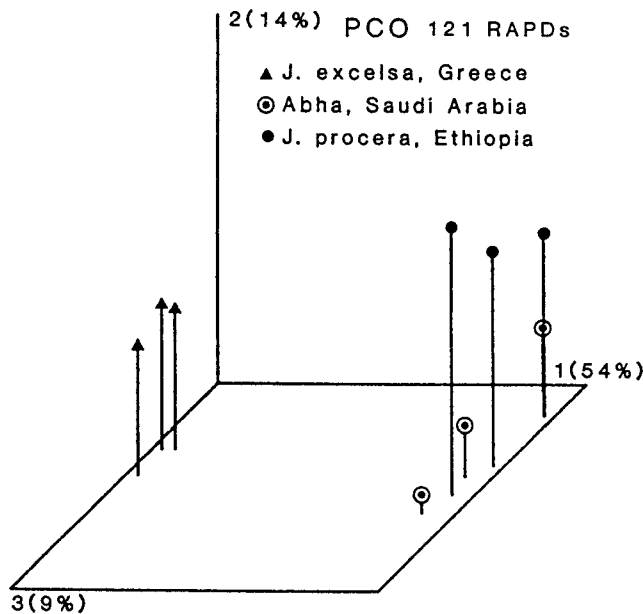 2(14%) PCO 121 RAPDs
▲ J. excelsa, Greece
◉ Abha, Saudi Arabia
● J. procera, Ethiopia
1(54%)
3(9%)